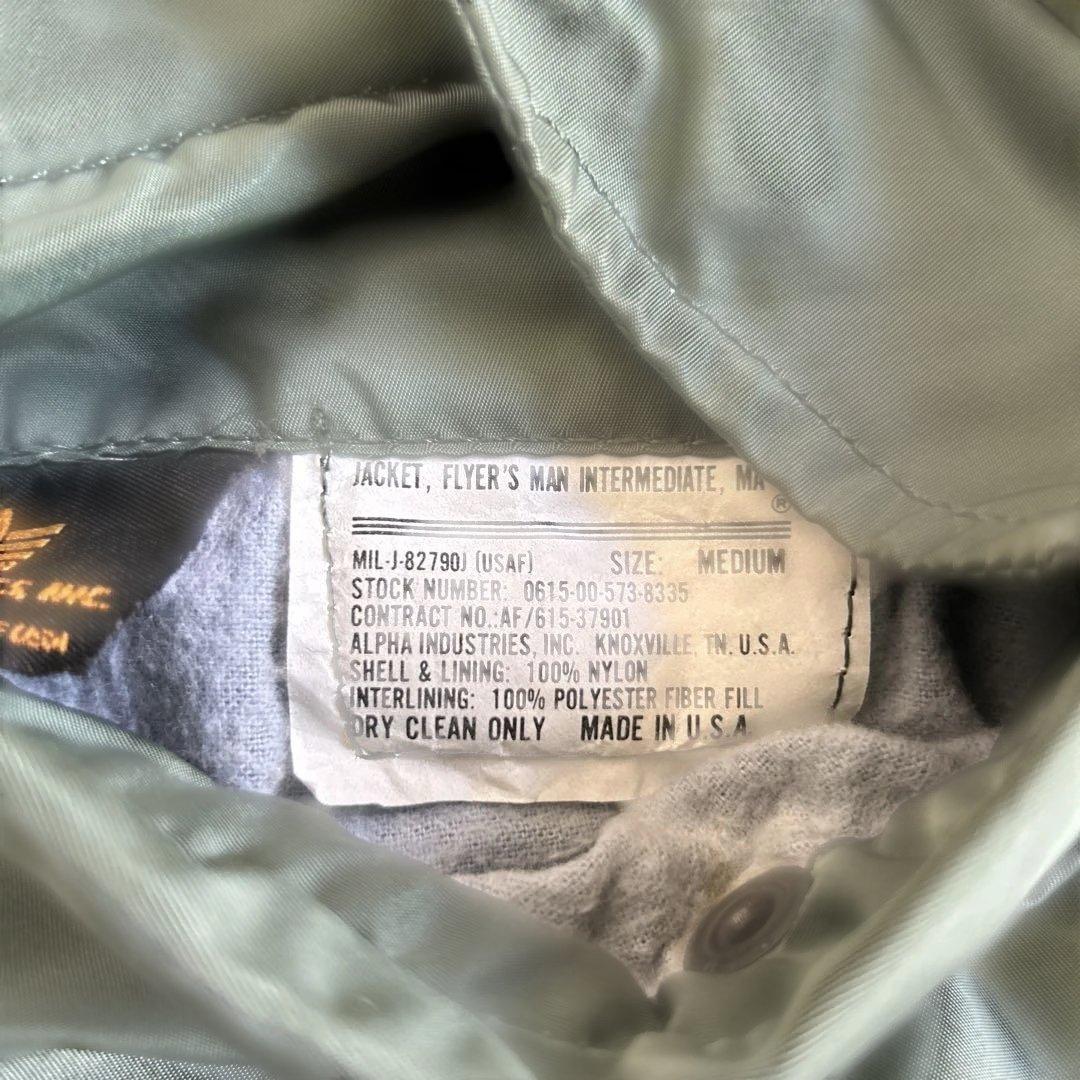 JACKET, FLYER'S MAN INTERMEDIATE, MA
®
MIL-J-82790J (USAF) SIZE: MEDIUM
STOCK NUMBER: 0615-00-573-8335
CONTRACT NO.:AF/615-37901
ALPHA INDUSTRIES, INC. KNOXVILLE, TN. U.S.A.
SHELL & LINING: 100% NYLON
INTERLINING: 100% POLYESTER FIBER FILL
DRY CLEAN ONLY MADE IN U.S.A.
INC.
USA